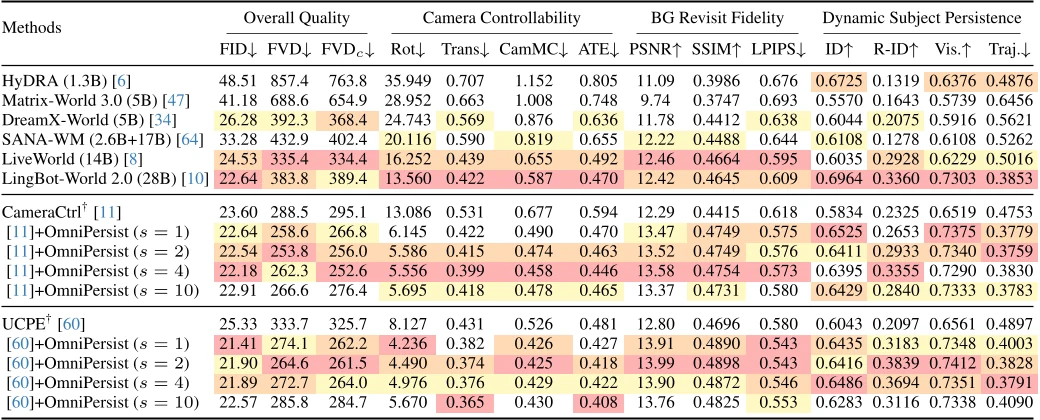 Methods Overall Quality Camera Controllability BG Revisit Fidelity Dynamic Subject Persistence
FID↓ FVD↓ FVDc↓ Rot↓ Trans↓ CamMC↓ ATE↓ PSNR↑ SSIM↑ LPIPS↓ ID↑ R-ID↑ Vis.↑ Traj.↓
HyDRA (1.3B) [6] 48.51 857.4 763.8 35.949 0.707 1.152 0.805 11.09 0.3986 0.676 0.6725 0.1319 0.6376 0.4876
Matrix-World 3.0 (5B) [47] 41.18 688.6 654.9 28.952 0.663 1.008 0.748 9.74 0.3747 0.693 0.5570 0.1643 0.5739 0.6456
DreamX-World (5B) [34] 26.28 392.3 368.4 24.743 0.569 0.876 0.636 11.78 0.4412 0.638 0.6044 0.2075 0.5916 0.5621
SANA-WM (2.6B+17B) [64] 33.28 432.9 402.4 20.116 0.590 0.819 0.655 12.22 0.4488 0.644 0.6108 0.1278 0.6108 0.5262
LiveWorld (14B) [8] 24.53 335.4 334.4 16.252 0.439 0.655 0.492 12.46 0.4664 0.595 0.6035 0.2928 0.6229 0.5016
LingBot-World 2.0 (28B) [10] 22.64 383.8 389.4 13.560 0.422 0.587 0.470 12.42 0.4645 0.609 0.6964 0.3360 0.7303 0.3853
CameraCtrl† [11] 23.60 288.5 295.1 13.086 0.531 0.677 0.594 12.29 0.4415 0.618 0.5834 0.2325 0.6519 0.4753
[11]+OmniPersist (s = 1) 22.64 258.6 266.8 6.145 0.422 0.490 0.470 13.47 0.4749 0.575 0.6525 0.2653 0.7375 0.3779
[11]+OmniPersist (s = 2) 22.54 253.8 256.0 5.586 0.415 0.474 0.463 13.52 0.4749 0.576 0.6411 0.2933 0.7340 0.3759
[11]+OmniPersist (s = 4) 22.18 262.3 252.6 5.556 0.399 0.458 0.446 13.58 0.4754 0.573 0.6395 0.3355 0.7290 0.3830
[11]+OmniPersist (s = 10) 22.91 266.6 276.4 5.695 0.418 0.478 0.465 13.37 0.4731 0.580 0.6429 0.2840 0.7333 0.3783
UCPE† [60] 25.33 333.7 325.7 8.127 0.431 0.526 0.481 12.80 0.4696 0.580 0.6043 0.2097 0.6561 0.4897
[60]+OmniPersist (s = 1) 21.41 274.1 262.2 4.236 0.382 0.426 0.427 13.91 0.4890 0.543 0.6435 0.3183 0.7348 0.4003
[60]+OmniPersist (s = 2) 21.90 264.6 261.5 4.490 0.374 0.425 0.418 13.99 0.4898 0.543 0.6416 0.3839 0.7412 0.3828
[60]+OmniPersist (s = 4) 21.89 272.7 264.0 4.976 0.376 0.429 0.422 13.90 0.4872 0.546 0.6486 0.3694 0.7351 0.3791
[60]+OmniPersist (s = 10) 22.57 285.8 284.7 5.670 0.365 0.430 0.408 13.76 0.4825 0.553 0.6283 0.3116 0.7338 0.4090